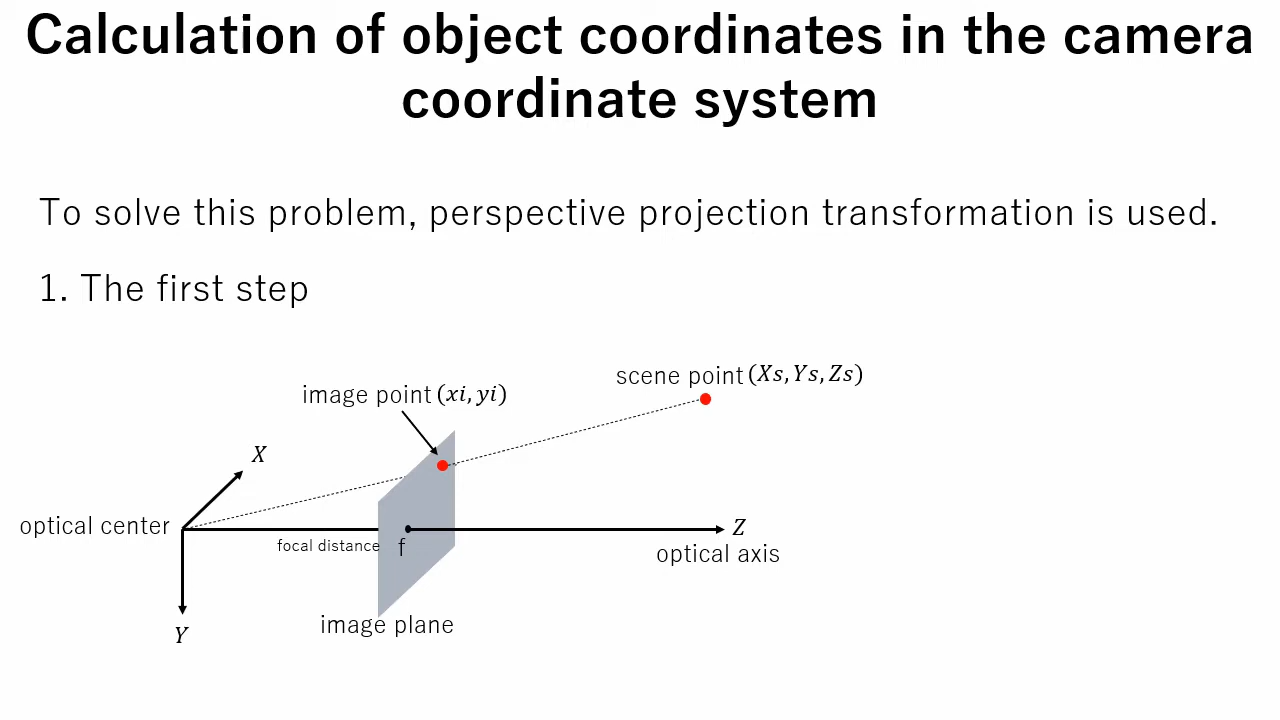 Calculation of object coordinates in the camera
coordinate system
To solve this problem, perspective projection transformation is used.
1. The first step
scene point (Xs, Ys, Zs)
image point (xi, yi)
X
optical center
Z
focal distance f
optical axis
image plane
Y